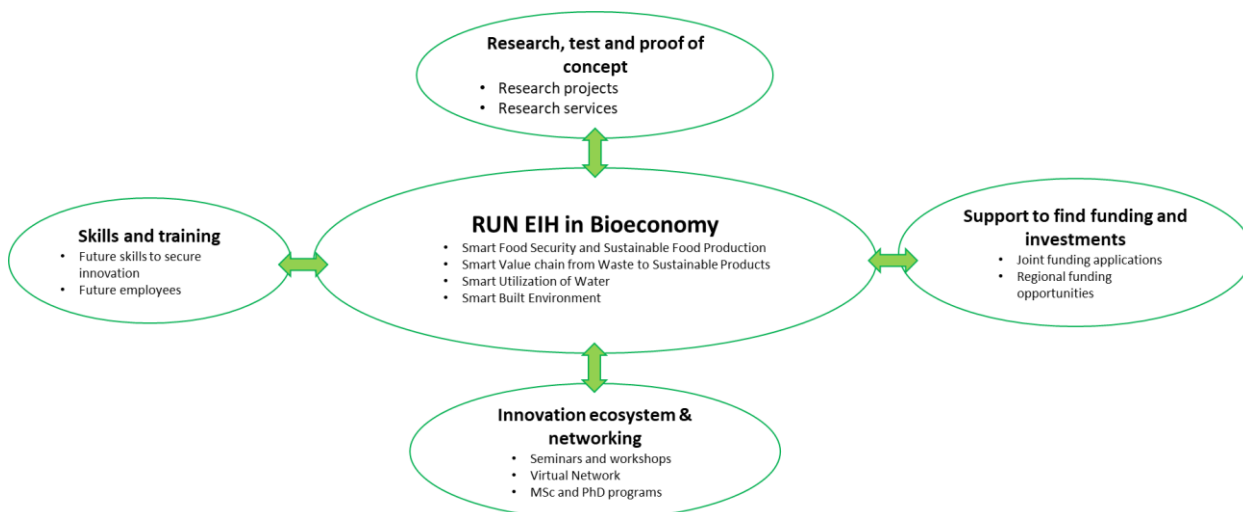 Research, test and proof of
concept
• Research projects
• Research services
RUN EIH in Bioeconomy
• Smart Food Security and Sustainable Food Production
• Smart Value chain from Waste to Sustainable Products
• Smart Utilization of Water
• Smart Built Environment
Skills and training
• Future skills to secure
innovation
• Future employees
Support to find funding and
investments
• Joint funding applications
• Regional funding
opportunities
Innovation ecosystem &
networking
• Seminars and workshops
• Virtual Network
• MSc and PhD programs